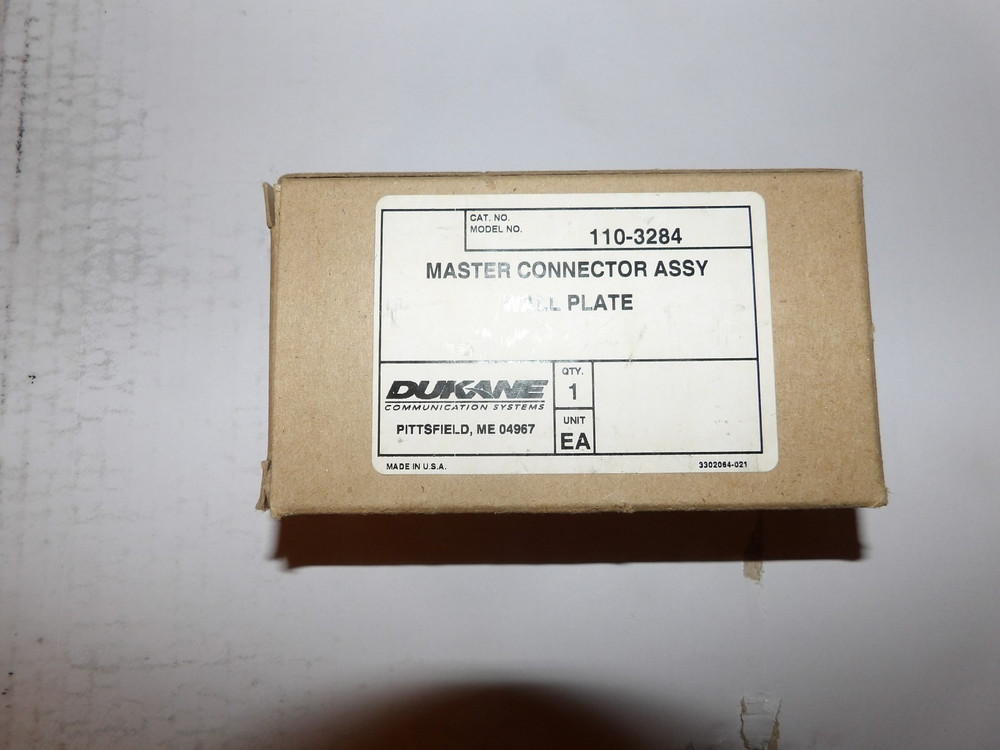 CAT. NO.
MODEL NO. 110-3284
MASTER CONNECTOR ASSY
WALL PLATE
DUKANE
COMMUNICATION SYSTEMS
PITTSFIELD, ME 04967
QTY.
1
UNIT
EA
MADE IN U.S.A. 3302064-021